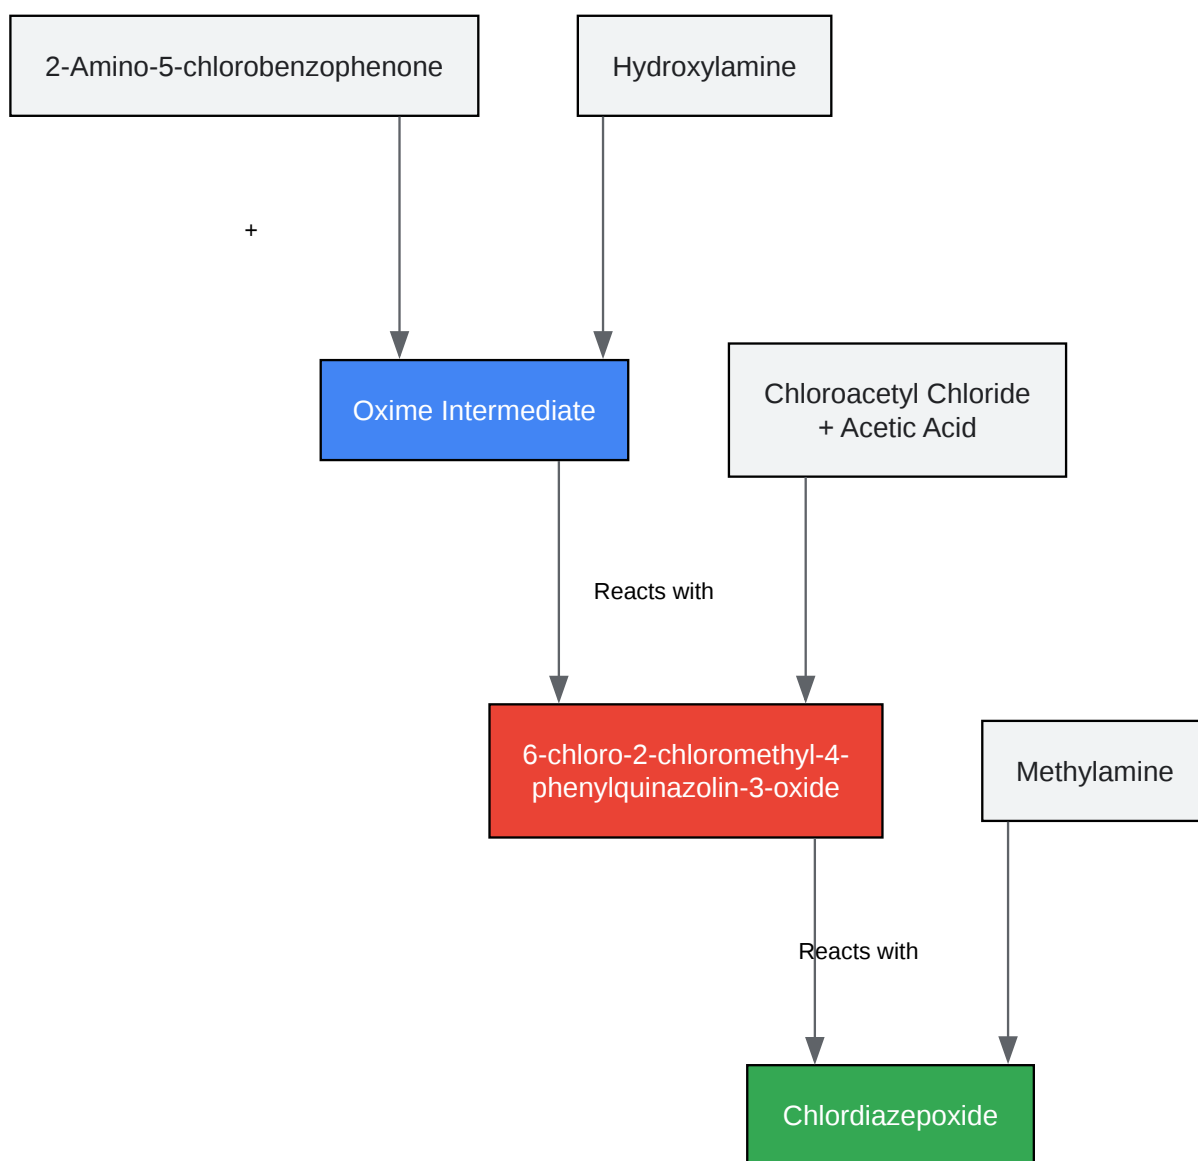 2-Amino-5-chlorobenzophenone
Hydroxylamine
+
Oxime Intermediate
Chloroacetyl Chloride
+ Acetic Acid
Reacts with
6-chloro-2-chloromethyl-4-
phenylquinazolin-3-oxide
Methylamine
Reacts with
Chlordiazepoxide